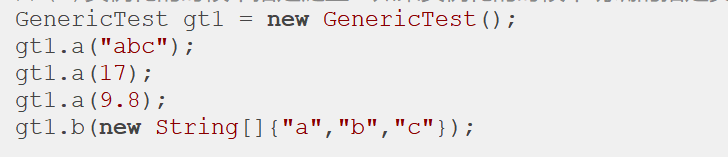 GenericTest gt1 = new GenericTest();
gt1.a("abc");
gt1.a(17);
gt1.a(9.8);
gt1.b(new String[]{"a","b","c"});